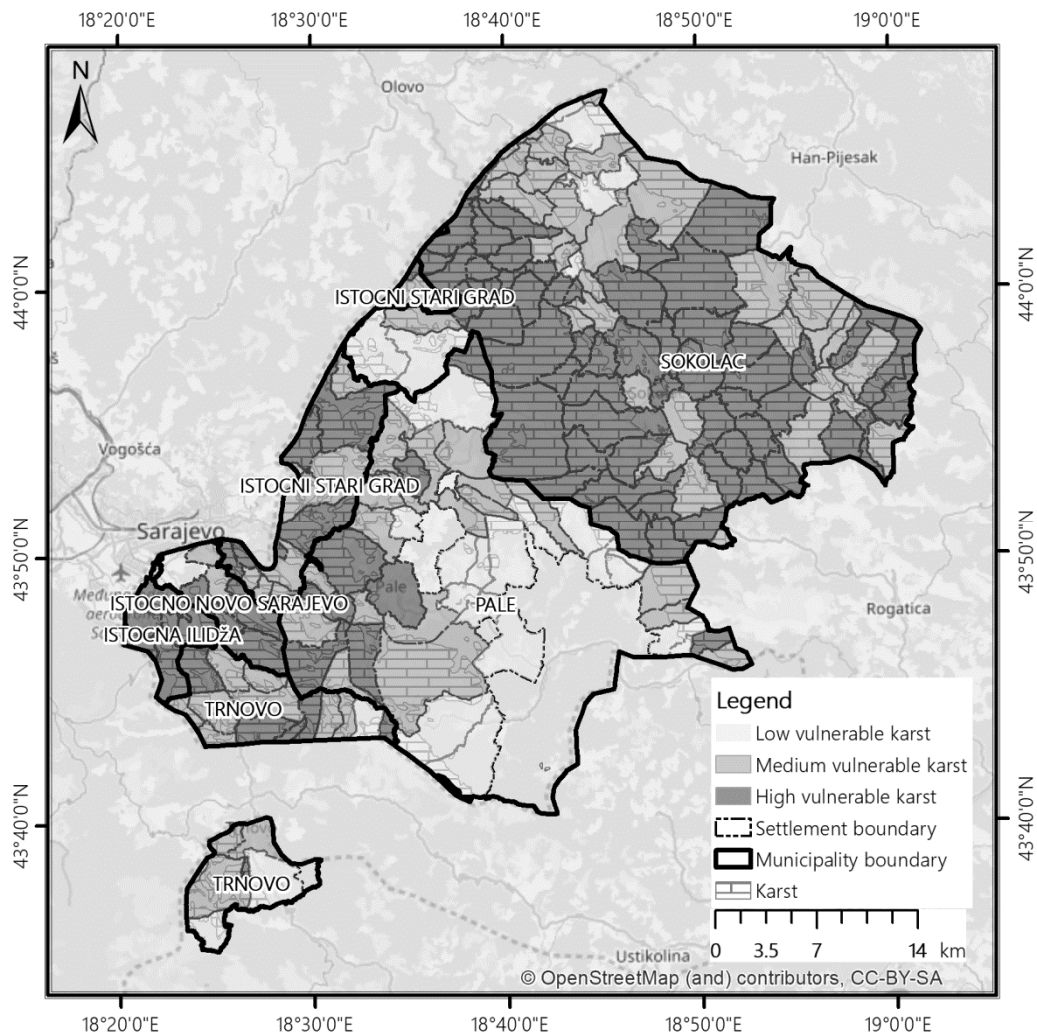 18°20'0"E 18°30'0"E 18°40'0"E 18°50'0"E 19°0'0"E
N
Olovo
Han-Pijesak
44°0'0"N
44°0'0"N
ISTOCNI STARI GRAD
SOKOLAC
Vogošća
ISTOCNI STARI GRAD
Sarajevo
43°50'0"N
43°50'0"N
Pale
ISTOCNO NOVO SARAJEVO
PALE
Rogatica
ISTOCNA ILIDŽA
TRNOVO
Legend
Low vulnerable karst
Medium vulnerable karst
High vulnerable karst
Settlement boundary
Municipality boundary
Karst
0 3.5 7 14 km
43°40'0"N
43°40'0"N
TRNOVO
Ustikolina
© OpenStreetMap (and) contributors, CC-BY-SA
18°20'0"E 18°30'0"E 18°40'0"E 18°50'0"E 19°0'0"E